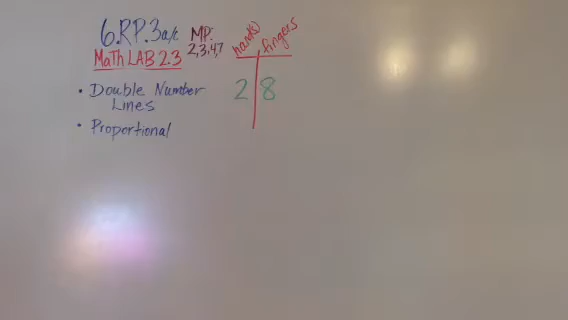 6.RP.3a/c MP:
2,3,4,7
Math LAB 2.3
• Double Number
Lines
• Proportional
hand(s) fingers
2 8